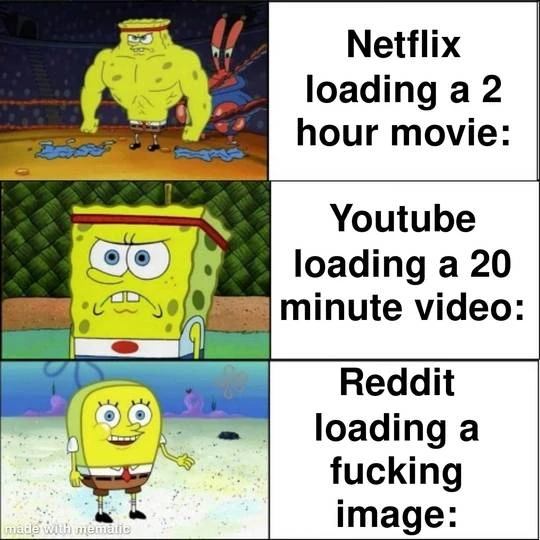 Netflix
loading a 2
hour movie:
Youtube
loading a 20
minute video:
Reddit
loading a
fucking
image:
made with mematic